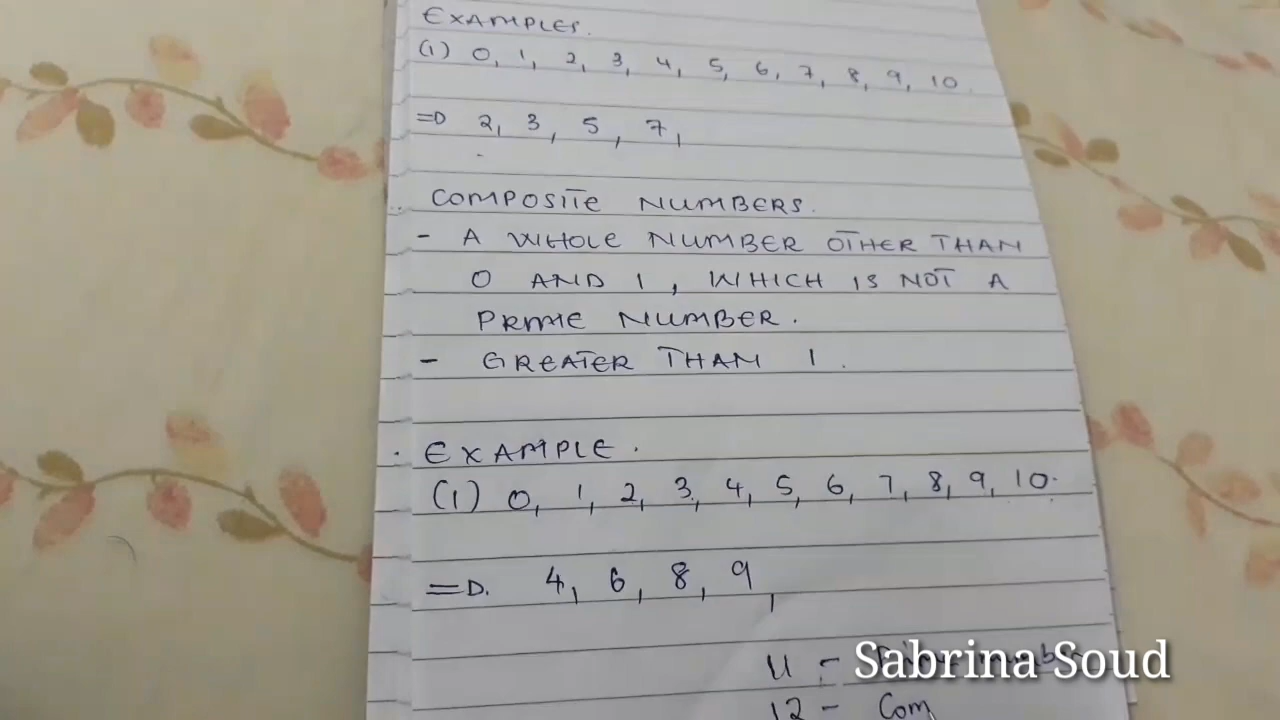 EXAMPLES.
(1) 0, 1, 2, 3, 4, 5, 6, 7, 8, 9, 10.
=D 2, 3, 5, 7,
COMPOSITE NUMBERS.
- A WHOLE NUMBER OTHER THAN
0 AND 1, WHICH IS NOT A
PRIME NUMBER.
- GREATER THAN 1.
EXAMPLE.
(1) 0, 1, 2, 3, 4, 5, 6, 7, 8, 9, 10.
=D. 4, 6, 8, 9,
11 -
Sabrina Soud
12 - Com